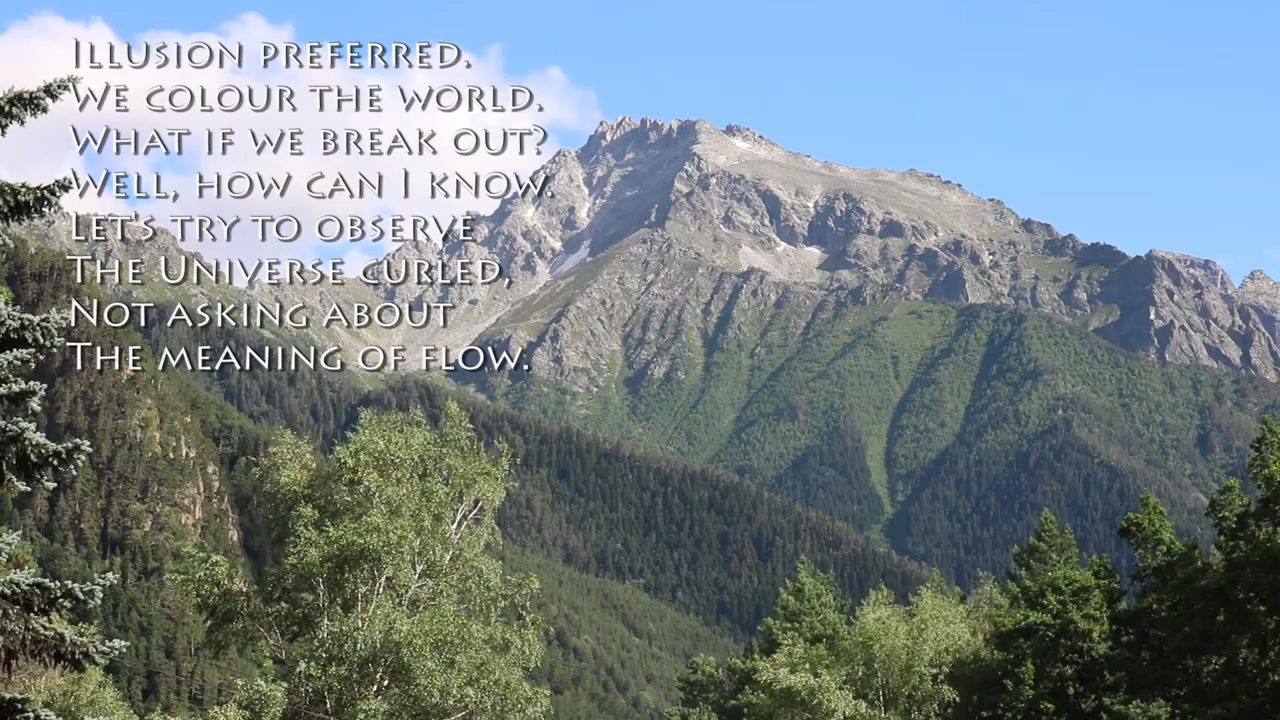 Illusion preferred.
We colour the world.
What if we break out?
Well, how can I know.
Let's try to observe
The Universe curled,
Not asking about
The meaning of flow.